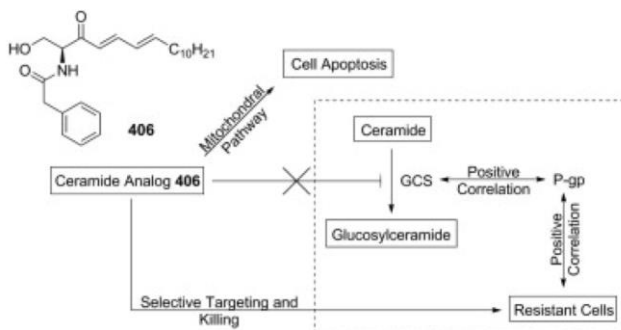 O
HO
C10H21
O
NH
406
Cell Apoptosis
Mitochondral
Pathway
Ceramide
Ceramide Analog 406
GCS
Positive
Correlation
P-gp
Glucosylceramide
Positive
Correlation
Selective Targeting and
Killing
Resistant Cells